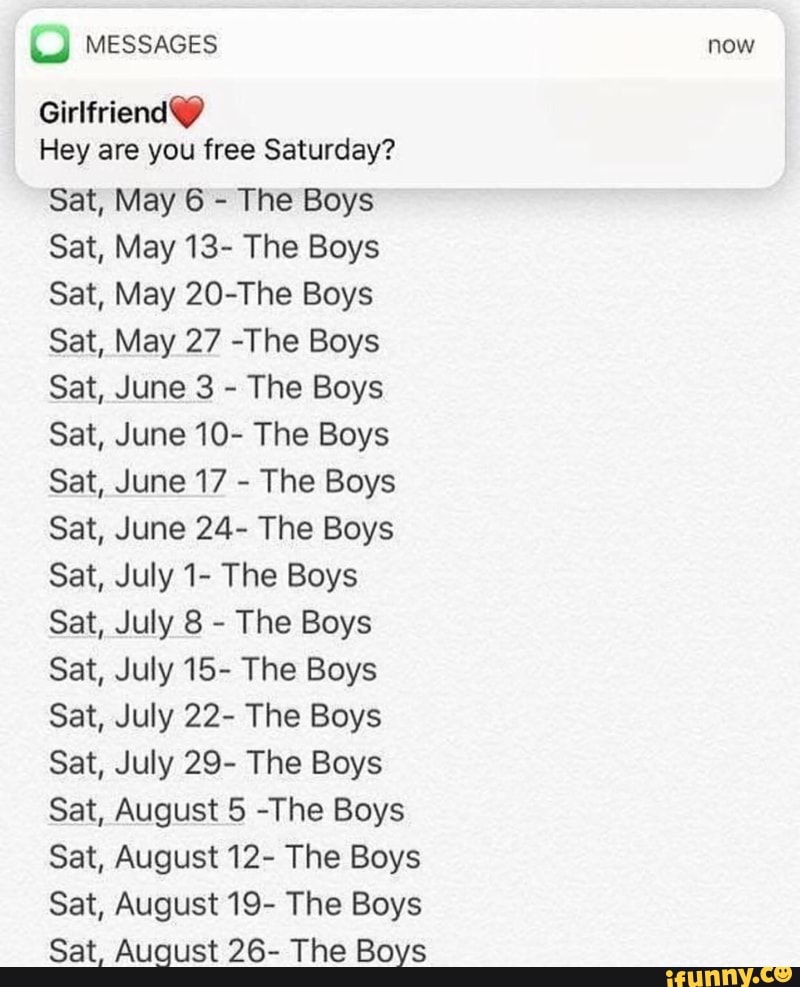 MESSAGES
now
Girlfriend❤️
Hey are you free Saturday?
Sat, May 6 - The Boys
Sat, May 13- The Boys
Sat, May 20-The Boys
Sat, May 27 -The Boys
Sat, June 3 - The Boys
Sat, June 10- The Boys
Sat, June 17 - The Boys
Sat, June 24- The Boys
Sat, July 1- The Boys
Sat, July 8 - The Boys
Sat, July 15- The Boys
Sat, July 22- The Boys
Sat, July 29- The Boys
Sat, August 5 -The Boys
Sat, August 12- The Boys
Sat, August 19- The Boys
Sat, August 26- The Boys
ifunny.co